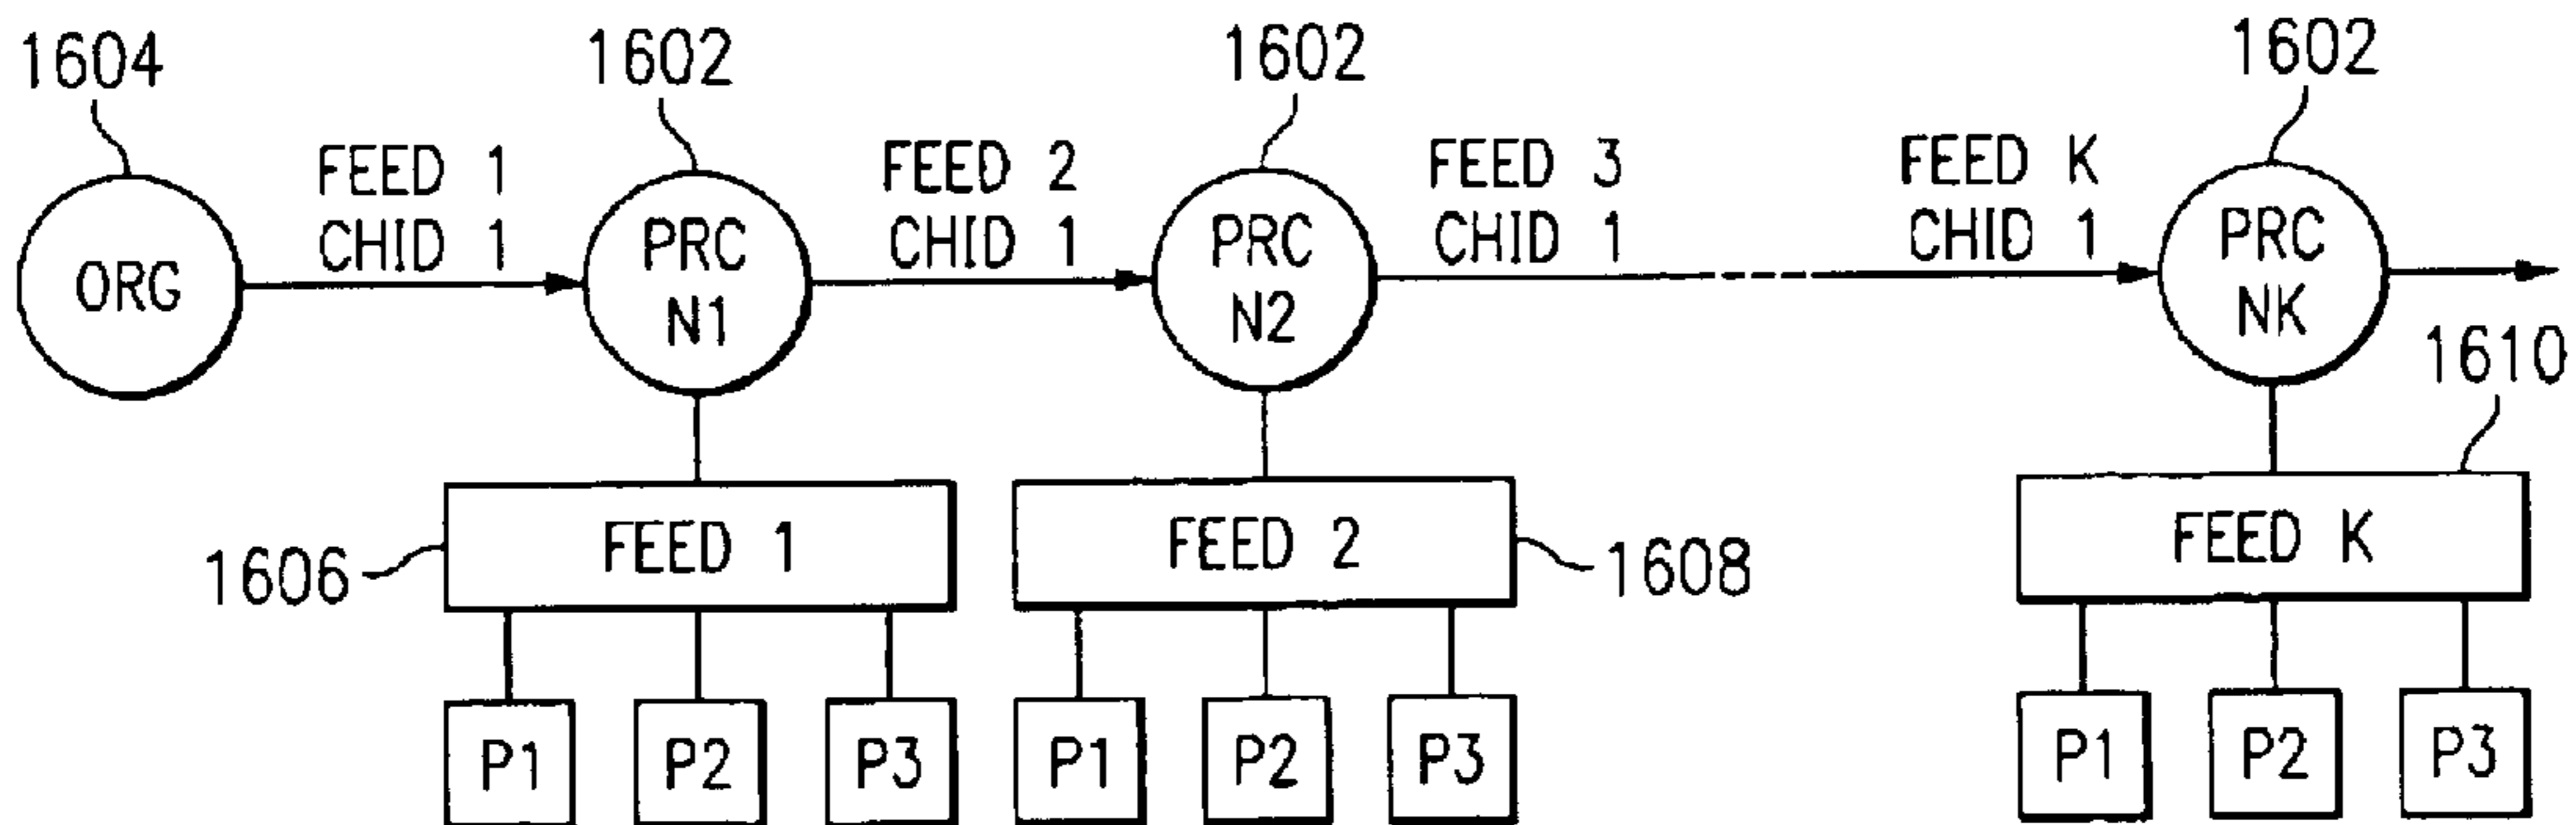 1604
1602
1602
1602
FEED 1
CHID 1
FEED 2
CHID 1
FEED 3
CHID 1
FEED K
CHID 1
ORG
PRC
N1
PRC
N2
PRC
NK
1610
1606
FEED 1
FEED 2
1608
FEED K
P1
P2
P3
P1
P2
P3
P1
P2
P3